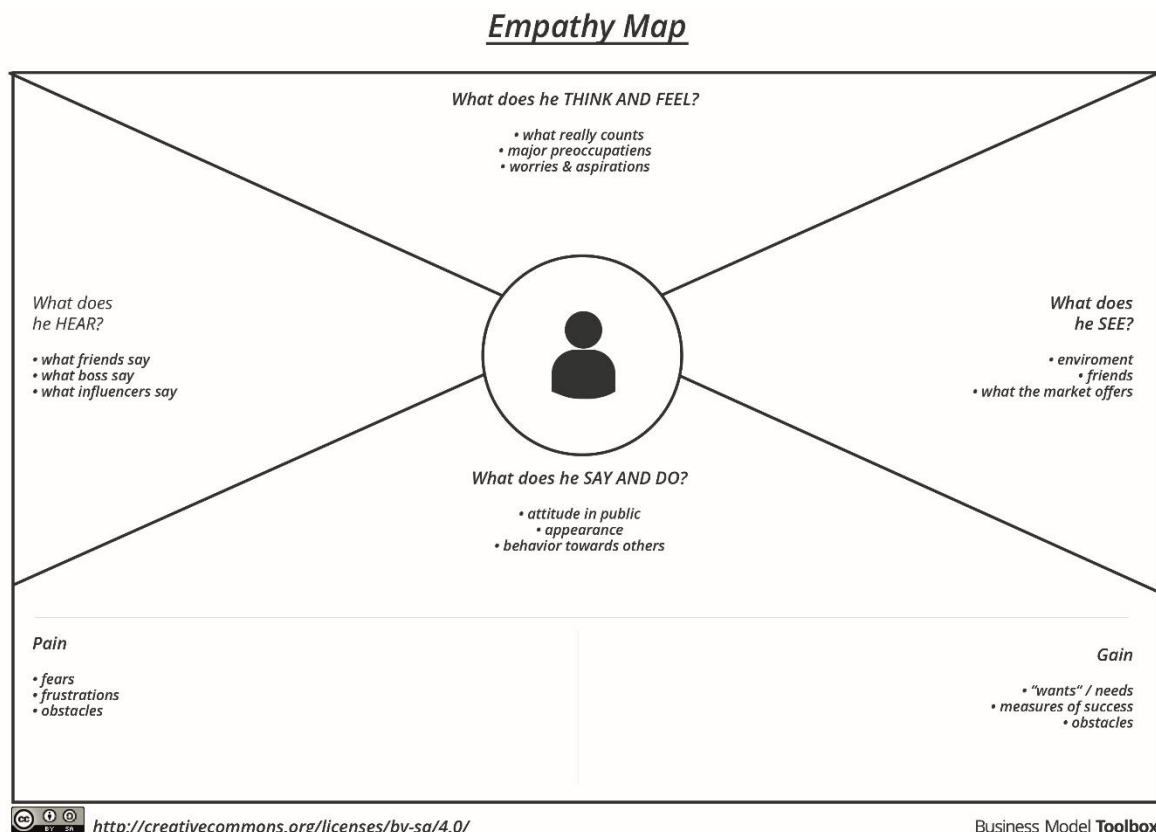 Empathy Map
What does he THINK AND FEEL?
• what really counts
• major preoccupatiens
• worries & aspirations
What does
he HEAR?
• what friends say
• what boss say
• what influencers say
What does
he SEE?
• enviroment
• friends
• what the market offers
What does he SAY AND DO?
• attitude in public
• appearance
• behavior towards others
Pain
• fears
• frustrations
• obstacles
Gain
• “wants“ / needs
• measures of success
• obstacles
cc BY SA http://creativecommons.org/licenses/by-sa/4.0/
Business Model Toolbox